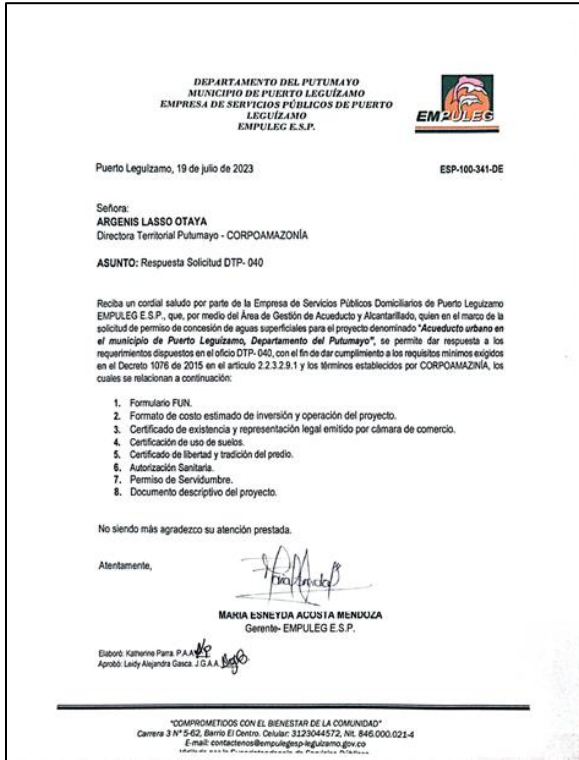 DEPARTAMENTO DEL PUTUMAYO
MUNICIPIO DE PUERTO LEGUÍZAMO
EMPRESA DE SERVICIOS PÚBLICOS DE PUERTO
LEGUÍZAMO
EMPULEG E.S.P.
EMPULEG
Puerto Leguízamo, 19 de julio de 2023 ESP-100-341-DE
Señora:
ARGENIS LASSO OTAYA
Directora Territorial Putumayo - CORPOAMAZONÍA
ASUNTO: Respuesta Solicitud DTP- 040
Reciba un cordial saludo por parte de la Empresa de Servicios Públicos Domiciliarios de Puerto Leguízamo
EMPULEG E.S.P., que, por medio del Área de Gestión de Acueducto y Alcantarillado, quien en el marco de la
solicitud de permiso de concesión de aguas superficiales para el proyecto denominado "Acueducto urbano en
el municipio de Puerto Leguízamo, Departamento del Putumayo", se permite dar respuesta a los
requerimientos dispuestos en el oficio DTP- 040, con el fin de dar cumplimiento a los requisitos mínimos exigidos
en el Decreto 1076 de 2015 en el artículo 2.2.3.2.9.1 y los términos establecidos por CORPOAMAZINÍA, los
cuales se relacionan a continuación:
1. Formulario FUN.
2. Formato de costo estimado de inversión y operación del proyecto.
3. Certificado de existencia y representación legal emitido por cámara de comercio.
4. Certificación de uso de suelos.
5. Certificado de libertad y tradición del predio.
6. Autorización Sanitaria.
7. Permiso de Servidumbre.
8. Documento descriptivo del proyecto.
No siendo más agradezco su atención prestada.
Atentamente,
MARIA ESNEYDA ACOSTA MENDOZA
Gerente- EMPULEG E.S.P.
Elaboró: Katherine Parra. P.A.A
Aprobó: Leidy Alejandra Gasca. J.G.A.A.
"COMPROMETIDOS CON EL BIENESTAR DE LA COMUNIDAD"
Carrera 3 N° 5-62, Barrio El Centro. Celular: 3123044572, Nit. 846.000.021-4
E-mail: contactenos@empulegesp-leguizamo.gov.co